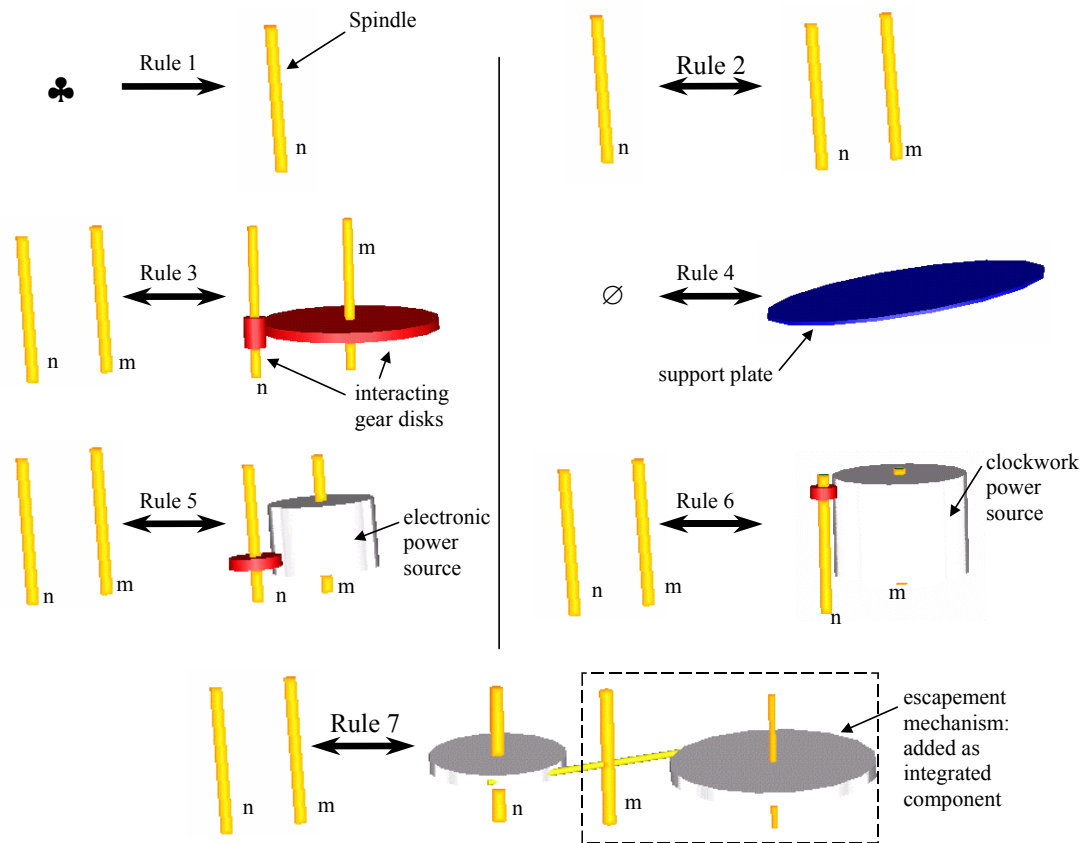 Spindle
♣
Rule 1
n
Rule 2
n
n
m
n
m
Rule 3
m
n
interacting
gear disks
∅
Rule 4
support plate
n
m
Rule 5
n
m
electronic
power
source
n
m
Rule 6
n
m
clockwork
power
source
n
m
Rule 7
n
m
escapement
mechanism:
added as
integrated
component